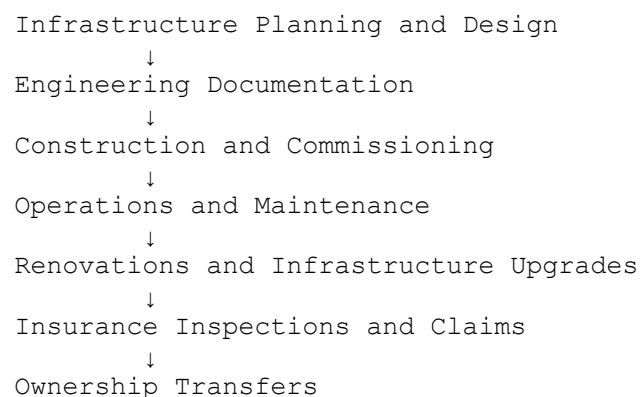 Infrastructure Planning and Design
↓
Engineering Documentation
↓
Construction and Commissioning
↓
Operations and Maintenance
↓
Renovations and Infrastructure Upgrades
↓
Insurance Inspections and Claims
↓
Ownership Transfers